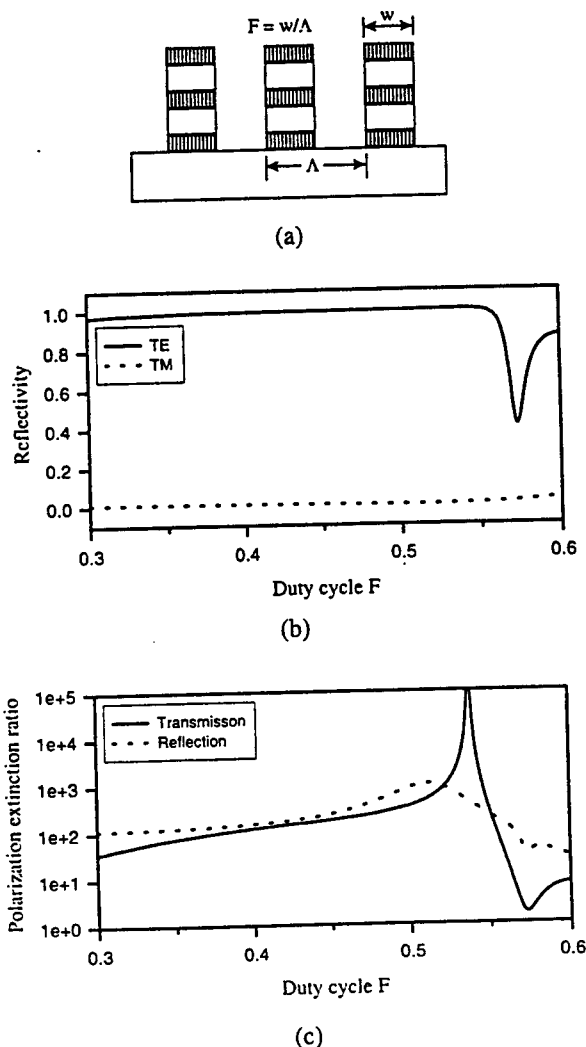 F = w/Λ
w
Λ
(a)
Reflectivity
1.0
0.8
0.6
0.4
0.2
0.0
TE
TM
0.3
0.4
0.5
0.6
Duty cycle F
(b)
Polarization extinction ratio
1e+5
1e+4
1e+3
1e+2
1e+1
1e+0
Transmisson
Reflection
0.3
0.4
0.5
0.6
Duty cycle F
(c)